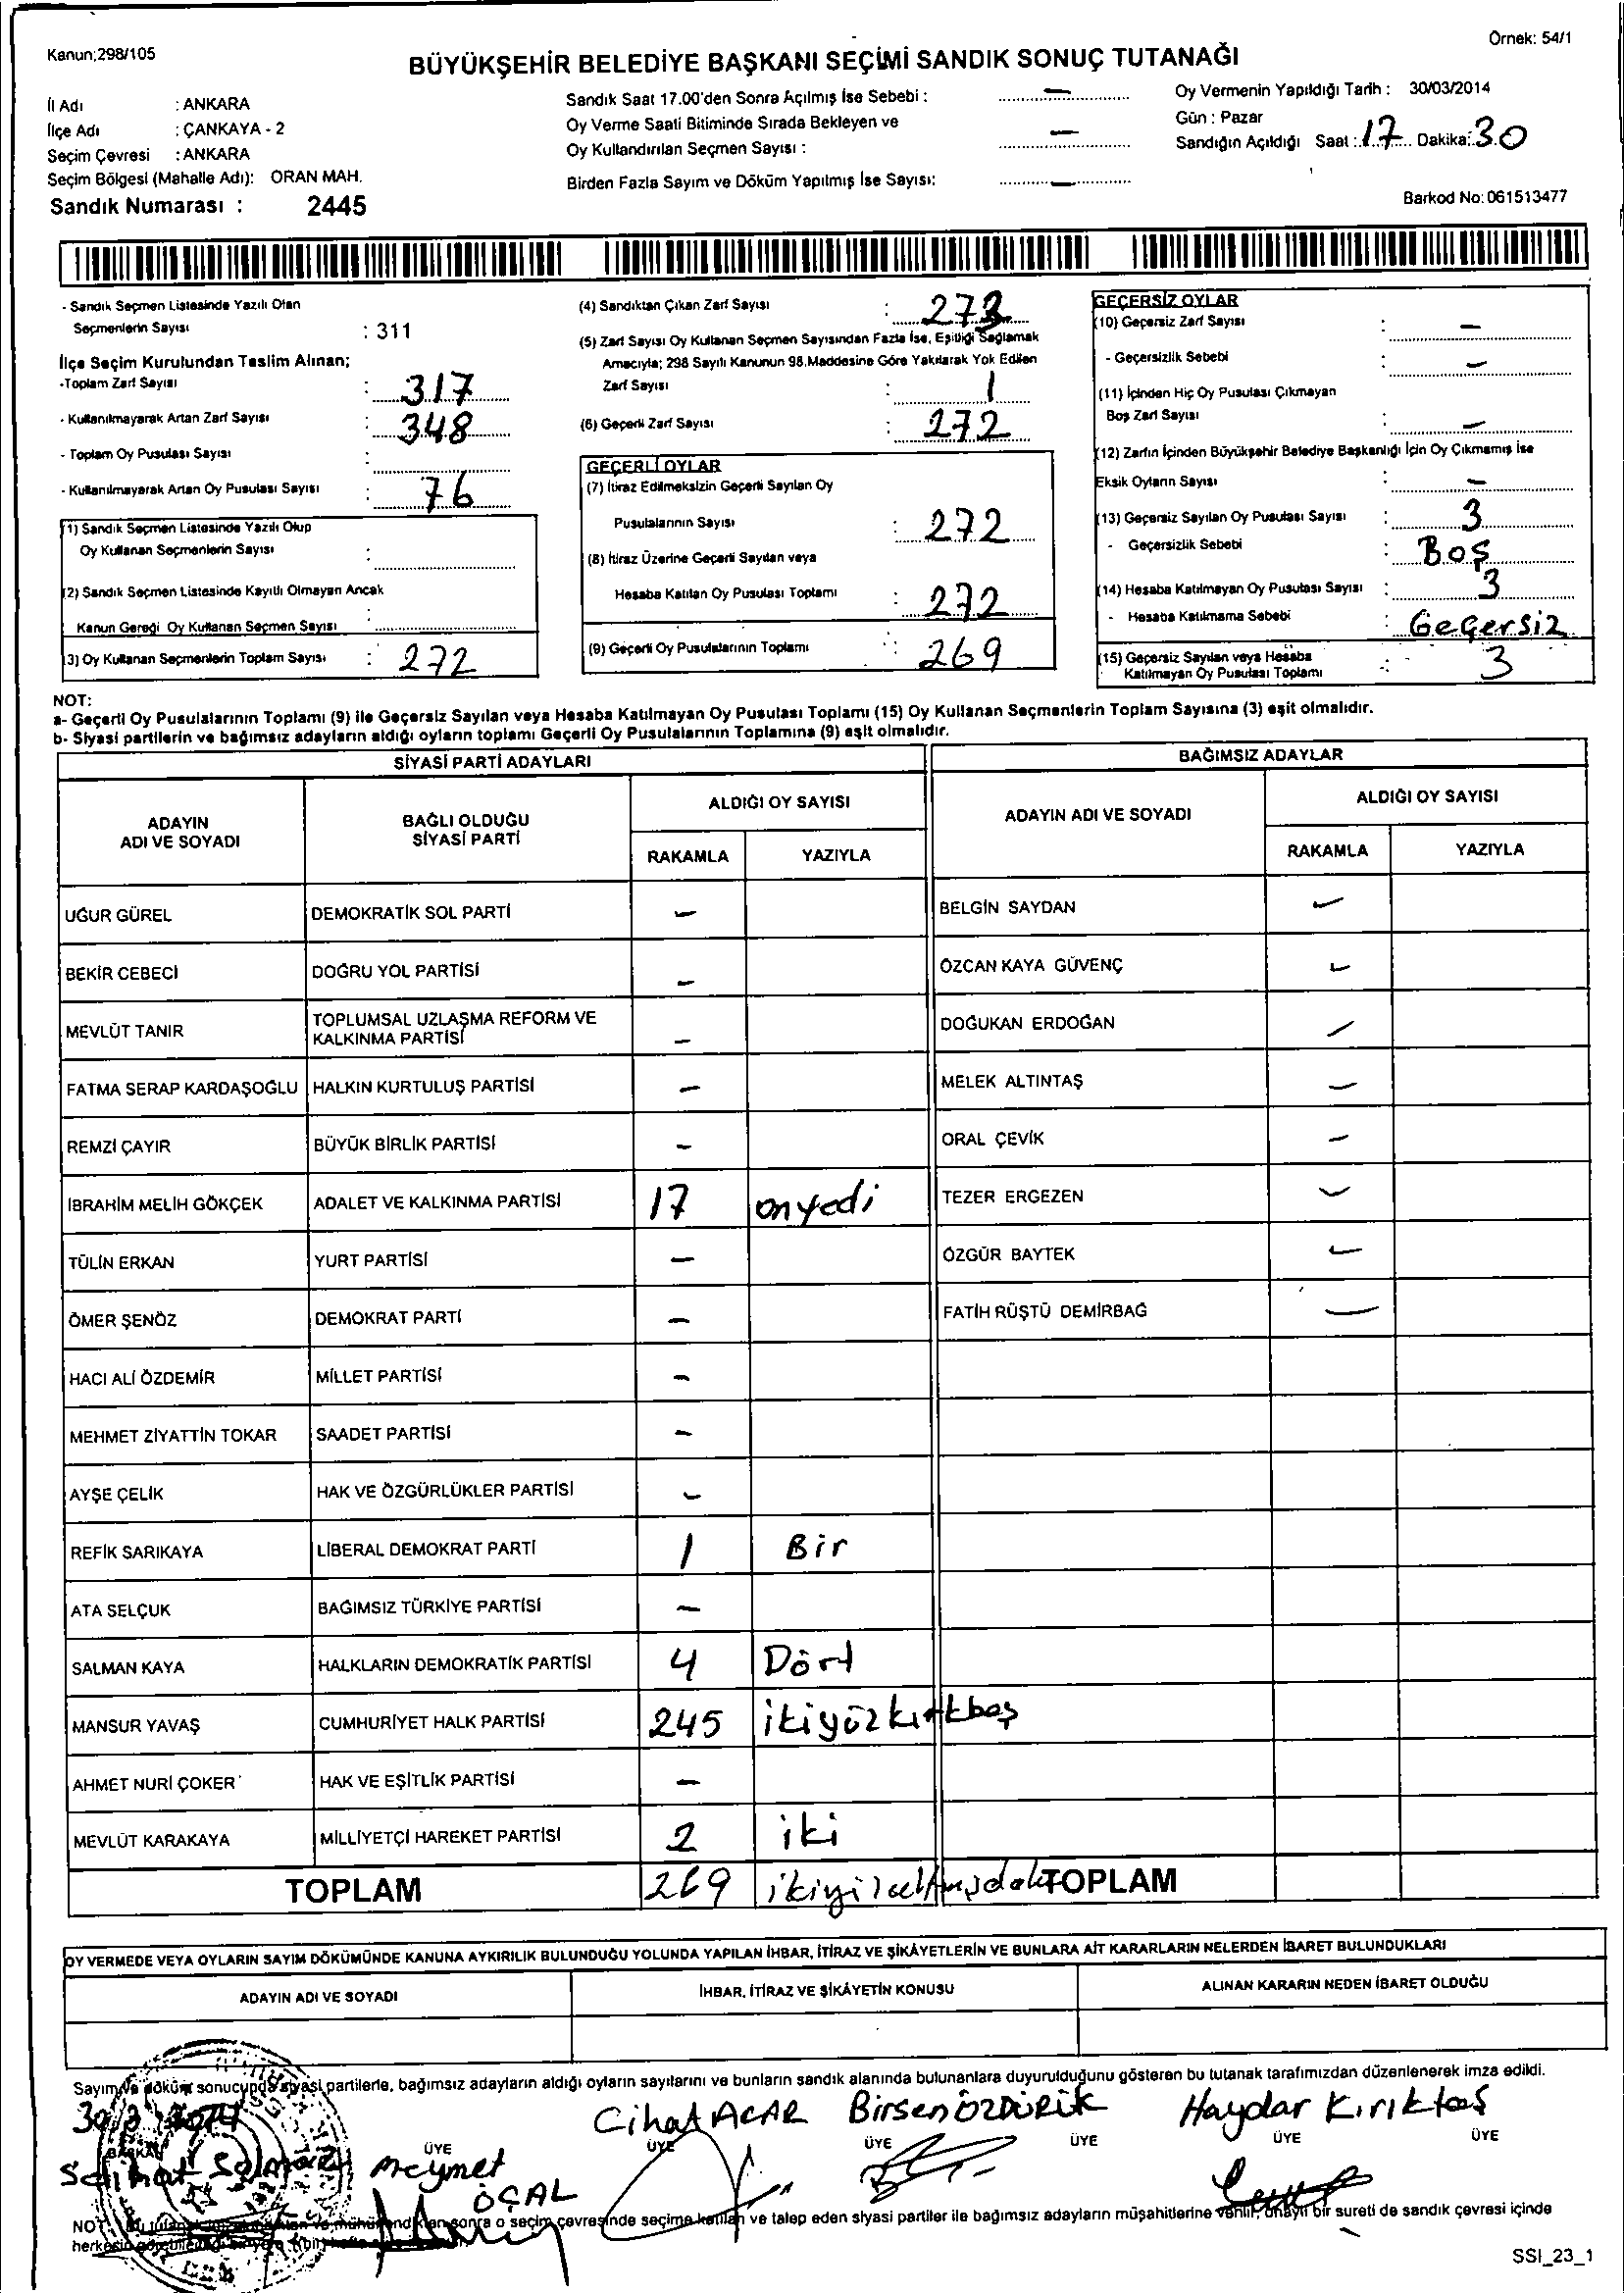 Kanun;298/105
Örnek: 54/1
BÜYÜKŞEHİR BELEDİYE BAŞKANI SEÇİMİ SANDIK SONUÇ TUTANAĞI
İl Adı : ANKARA
İlçe Adı : ÇANKAYA - 2
Seçim Çevresi : ANKARA
Seçim Bölgesi (Mahalle Adı): ORAN MAH.
Sandık Numarası : 2445
Sandık Saat 17.00'den Sonra Açılmış İse Sebebi : —
Oy Verme Saati Bitiminde Sırada Bekleyen ve
Oy Kullandırılan Seçmen Sayısı : —
Birden Fazla Sayım ve Döküm Yapılmış İse Sayısı: —
Oy Vermenin Yapıldığı Tarih : 30/03/2014
Gün : Pazar
Sandığın Açıldığı Saat : 17 Dakika: 30
Barkod No: 061513477
- Sandık Seçmen Listesinde Yazılı Olan
Seçmenlerin Sayısı : 311
İlçe Seçim Kurulundan Teslim Alınan;
-Toplam Zarf Sayısı : 317
- Kullanılmayarak Artan Zarf Sayısı : 348
- Toplam Oy Pusulası Sayısı :
- Kullanılmayarak Artan Oy Pusulası Sayısı : 76
(1) Sandık Seçmen Listesinde Yazılı Olup
Oy Kullanan Seçmenlerin Sayısı :
(2) Sandık Seçmen Listesinde Kayıtlı Olmayan Ancak
Kanun Gereği Oy Kullanan Seçmen Sayısı
(3) Oy Kullanan Seçmenlerin Toplam Sayısı : 272
(4) Sandıktan Çıkan Zarf Sayısı : 273
(5) Zarf Sayısı Oy Kullanan Seçmen Sayısından Fazla İse, Eşitliği Sağlamak
Amacıyla; 298 Sayılı Kanunun 98.Maddesine Göre Yakılarak Yok Edilen
Zarf Sayısı : 1
(6) Geçerli Zarf Sayısı : 272
GEÇERLİ OYLAR
(7) İtiraz Edilmeksizin Geçerli Sayılan Oy
Pusulalarının Sayısı : 272
(8) İtiraz Üzerine Geçerli Sayılan veya
Hesaba Katılan Oy Pusulası Toplamı : 272
(9) Geçerli Oy Pusulalarının Toplamı : 269
GEÇERSİZ OYLAR
(10) Geçersiz Zarf Sayısı : —
- Geçersizlik Sebebi : —
(11) İçinden Hiç Oy Pusulası Çıkmayan
Boş Zarf Sayısı : —
(12) Zarfın İçinden Büyükşehir Belediye Başkanlığı İçin Oy Çıkmamış İse
Eksik Oyların Sayısı : —
(13) Geçersiz Sayılan Oy Pusulası Sayısı : 3
- Geçersizlik Sebebi : Boş
(14) Hesaba Katılmayan Oy Pusulası Sayısı : 3
- Hesaba Katılmama Sebebi : Geçersiz
(15) Geçersiz Sayılan veya Hesaba
Katılmayan Oy Pusulası Toplamı : 3
NOT:
a- Geçerli Oy Pusulalarının Toplamı (9) ile Geçersiz Sayılan veya Hesaba Katılmayan Oy Pusulası Toplamı (15) Oy Kullanan Seçmenlerin Toplam Sayısına (3) eşit olmalıdır.
b- Siyasi partilerin ve bağımsız adayların aldığı oyların toplamı Geçerli Oy Pusulalarının Toplamına (9) eşit olmalıdır.
SİYASİ PARTİ ADAYLARI
ADAYIN ADI VE SOYADI BAĞLI OLDUĞU SİYASİ PARTİ ALDIĞI OY SAYISI
RAKAMLA YAZIYLA
UĞUR GÜREL DEMOKRATİK SOL PARTİ —
BEKİR CEBECİ DOĞRU YOL PARTİSİ —
MEVLÜT TANIR TOPLUMSAL UZLAŞMA REFORM VE KALKINMA PARTİSİ —
FATMA SERAP KARDAŞOĞLU HALKIN KURTULUŞ PARTİSİ —
REMZİ ÇAYIR BÜYÜK BİRLİK PARTİSİ —
İBRAHİM MELİH GÖKÇEK ADALET VE KALKINMA PARTİSİ 17 onyedi
TÜLİN ERKAN YURT PARTİSİ —
ÖMER ŞENÖZ DEMOKRAT PARTİ —
HACI ALİ ÖZDEMİR MİLLET PARTİSİ —
MEHMET ZİYATTİN TOKAR SAADET PARTİSİ —
AYŞE ÇELİK HAK VE ÖZGÜRLÜKLER PARTİSİ —
REFİK SARIKAYA LİBERAL DEMOKRAT PARTİ 1 Bir
ATA SELÇUK BAĞIMSIZ TÜRKİYE PARTİSİ —
SALMAN KAYA HALKLARIN DEMOKRATİK PARTİSİ 4 Dört
MANSUR YAVAŞ CUMHURİYET HALK PARTİSİ 245 ikiyüzkırkbeş
AHMET NURİ ÇOKER HAK VE EŞİTLİK PARTİSİ —
MEVLÜT KARAKAYA MİLLİYETÇİ HAREKET PARTİSİ 2 iki
TOPLAM 269
BAĞIMSIZ ADAYLAR
ADAYIN ADI VE SOYADI ALDIĞI OY SAYISI
RAKAMLA YAZIYLA
BELGİN SAYDAN —
ÖZCAN KAYA GÜVENÇ —
DOĞUKAN ERDOĞAN —
MELEK ALTINTAŞ —
ORAL ÇEVİK —
TEZER ERGEZEN —
ÖZGÜR BAYTEK —
FATİH RÜŞTÜ DEMİRBAĞ —
TOPLAM
OY VERMEDE VEYA OYLARIN SAYIM DÖKÜMÜNDE KANUNA AYKIRILIK BULUNDUĞU YOLUNDA YAPILAN İHBAR, İTİRAZ VE ŞİKÂYETLERİN VE BUNLARA AİT KARARLARIN NELERDEN İBARET BULUNDUKLARI
ADAYIN ADI VE SOYADI İHBAR, İTİRAZ VE ŞİKÂYETİN KONUSU ALINAN KARARIN NEDEN İBARET OLDUĞU
Sayım ve döküm sonucunda siyasi partilerle, bağımsız adayların aldığı oyların sayılarını ve bunların sandık alanında bulunanlara duyurulduğunu gösteren bu tutanak tarafımızdan düzenlenerek imza edildi.
Cihat ACAR Birsen ÖZDÜRÜK Haydar Kırıktaş
BAŞKAN ÜYE ÜYE ÜYE ÜYE ÜYE ÜYE
Meymet
ÖÇAL
sonra o seçim çevresinde seçime katılan ve talep eden siyasi partiler ile bağımsız adayların müşahitlerine verilir, onaylı bir sureti de sandık çevresi içinde
SSI_23_1